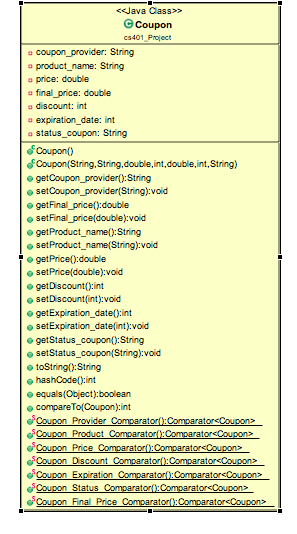 <<Java Class>>
Coupon
cs401_Project
coupon_provider: String
product_name: String
price: double
final_price: double
discount: int
expiration_date: int
status_coupon: String
Coupon()
Coupon(String,String,double,int,double,int,String)
getCoupon_provider():String
setCoupon_provider(String):void
getFinal_price():double
setFinal_price(double):void
getProduct_name():String
setProduct_name(String):void
getPrice():double
setPrice(double):void
getDiscount():int
setDiscount(int):void
getExpiration_date():int
setExpiration_date(int):void
getStatus_coupon():String
setStatus_coupon(String):void
toString():String
hashCode():int
equals(Object):boolean
compareTo(Coupon):int
Coupon_Provider_Comparator():Comparator<Coupon>
Coupon_Product_Comparator():Comparator<Coupon>
Coupon_Price_Comparator():Comparator<Coupon>
Coupon_Discount_Comparator():Comparator<Coupon>
Coupon_Expiration_Comparator():Comparator<Coupon>
Coupon_Status_Comparator():Comparator<Coupon>
Coupon_Final_Price_Comparator():Comparator<Coupon>